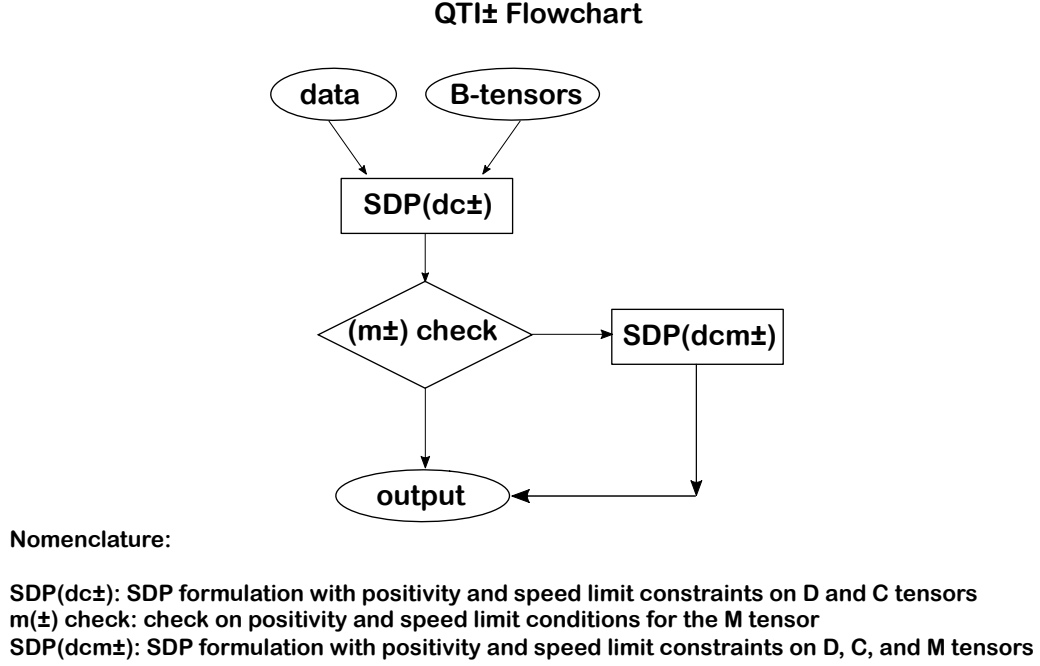 QTI± Flowchart
data
B-tensors
SDP(dc±)
(m±) check
SDP(dcm±)
output
Nomenclature:
SDP(dc±): SDP formulation with positivity and speed limit constraints on D and C tensors
m(±) check: check on positivity and speed limit conditions for the M tensor
SDP(dcm±): SDP formulation with positivity and speed limit constraints on D, C, and M tensors